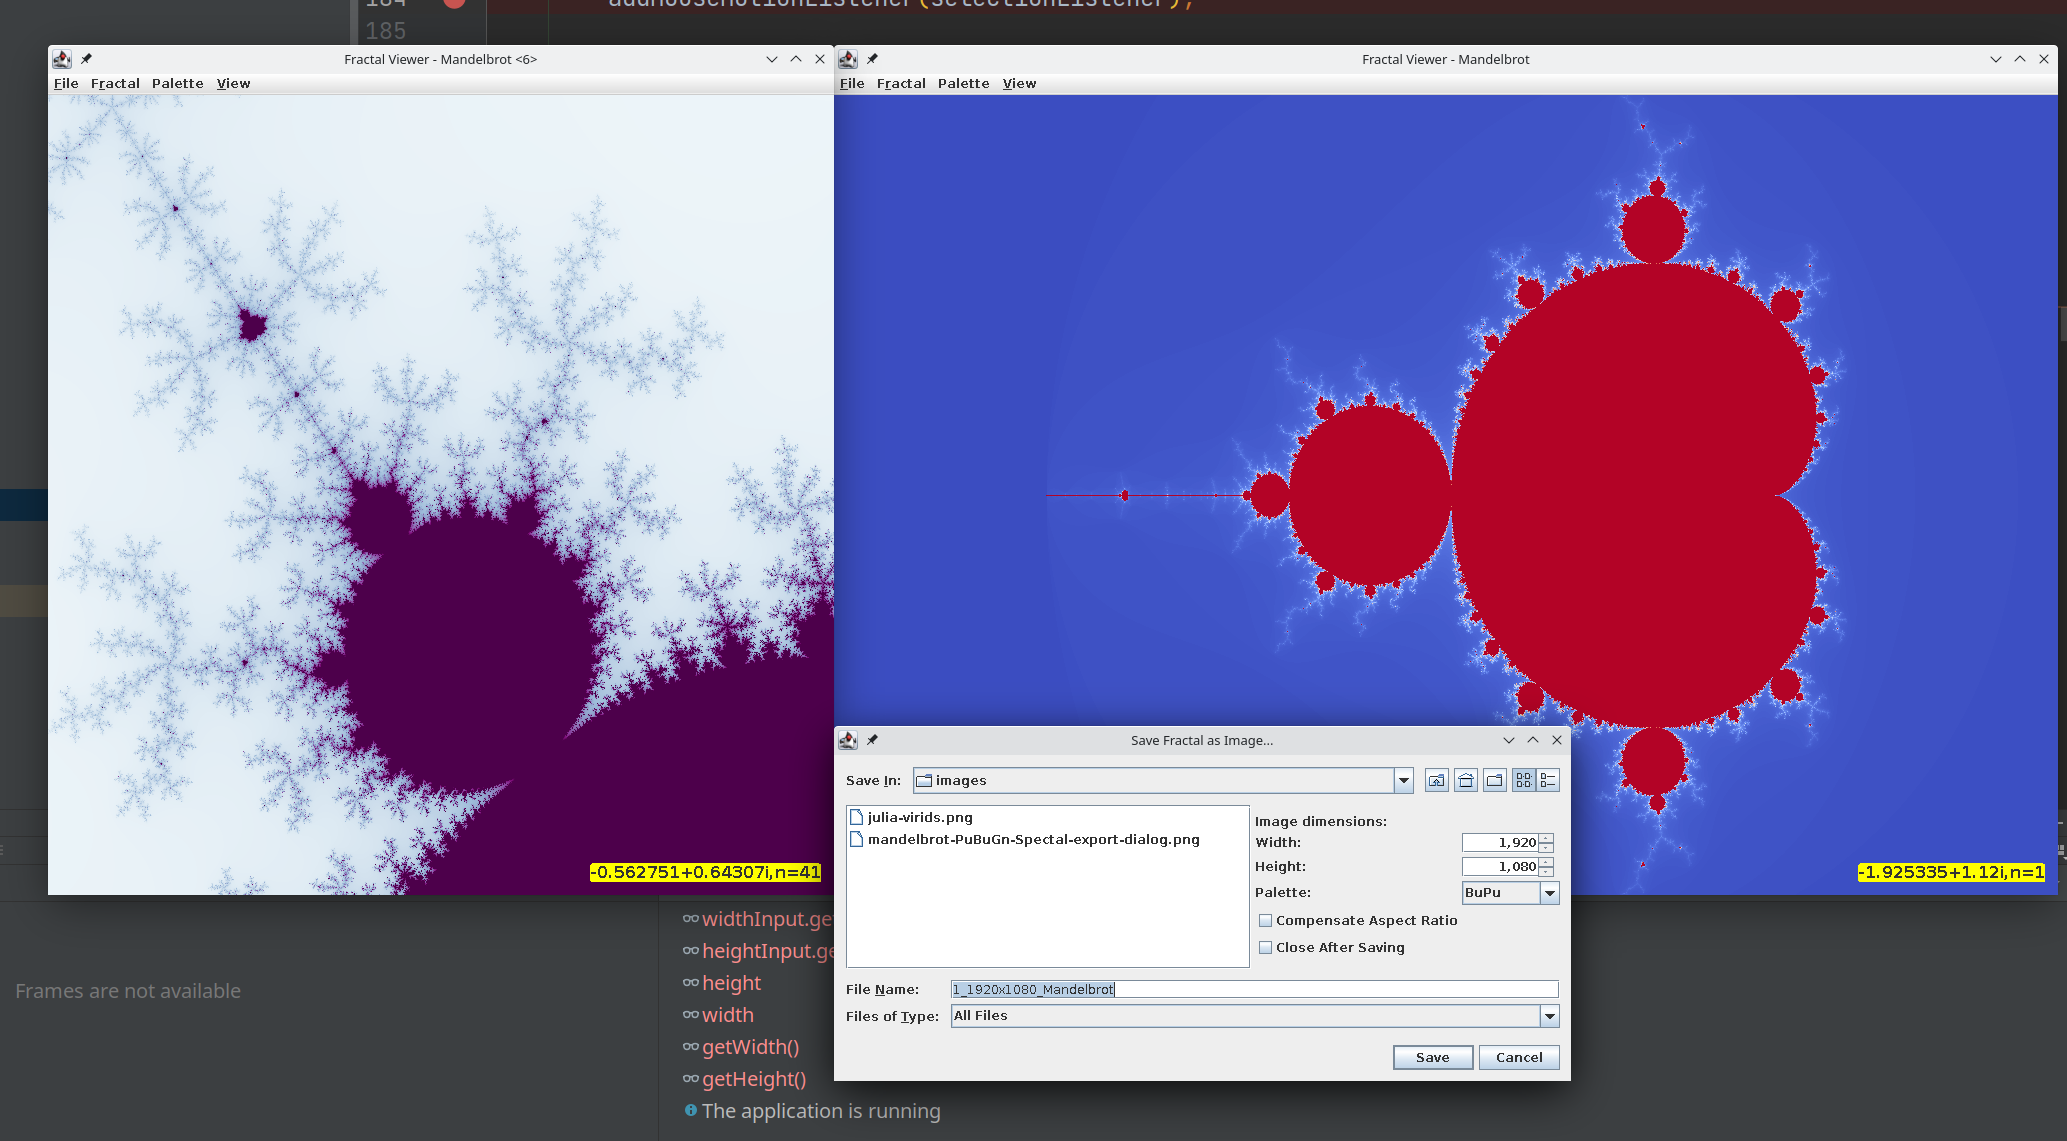 184 addMouseMotionListener(selectionListener);
185
Fractal Viewer - Mandelbrot <6>
File Fractal Palette View
-0.562751+0.64307i,n=41
Fractal Viewer - Mandelbrot
File Fractal Palette View
-1.925335+1.12i,n=1
Save Fractal as Image...
Save In: images
julia-virids.png
mandelbrot-PuBuGn-Spectal-export-dialog.png
Image dimensions:
Width: 1,920
Height: 1,080
Palette: BuPu
Compensate Aspect Ratio
Close After Saving
File Name: 1_1920x1080_Mandelbrot
Files of Type: All Files
Save Cancel
Frames are not available
widthInput.ge
heightInput.ge
height
width
getWidth()
getHeight()
The application is running